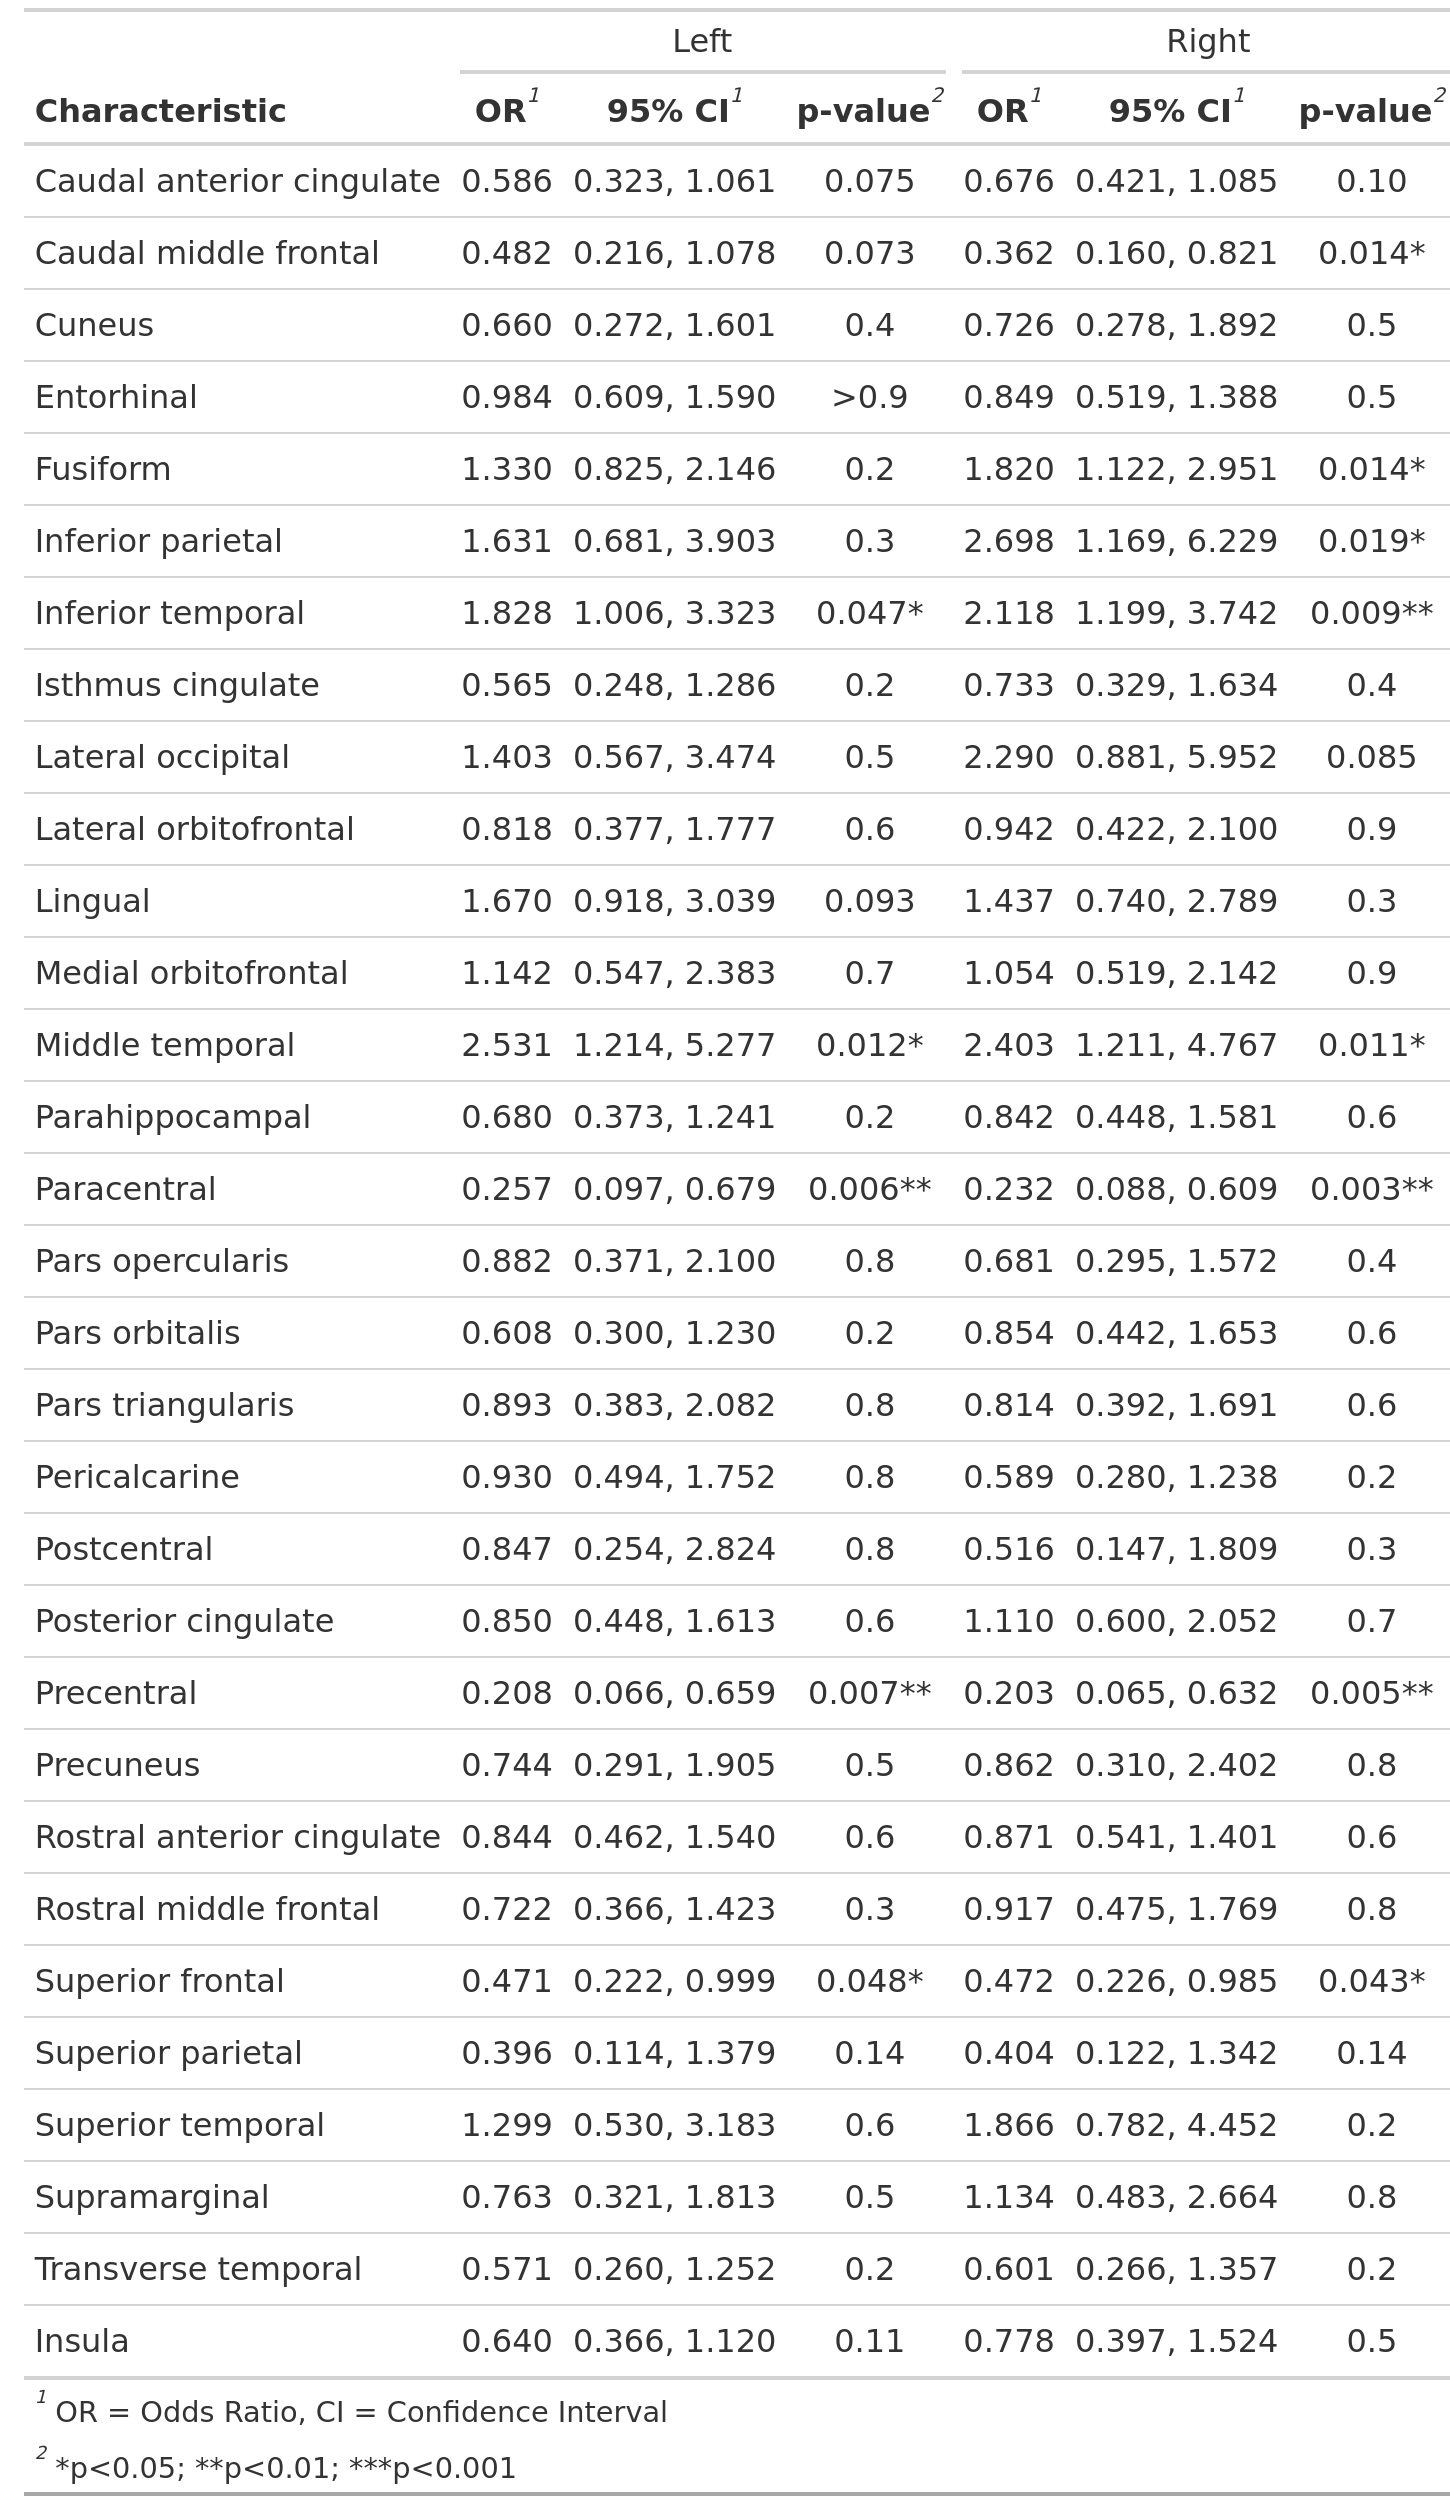 Left Right
Characteristic OR1 95% CI1 p-value2 OR1 95% CI1 p-value2
Caudal anterior cingulate 0.586 0.323, 1.061 0.075 0.676 0.421, 1.085 0.10
Caudal middle frontal 0.482 0.216, 1.078 0.073 0.362 0.160, 0.821 0.014*
Cuneus 0.660 0.272, 1.601 0.4 0.726 0.278, 1.892 0.5
Entorhinal 0.984 0.609, 1.590 >0.9 0.849 0.519, 1.388 0.5
Fusiform 1.330 0.825, 2.146 0.2 1.820 1.122, 2.951 0.014*
Inferior parietal 1.631 0.681, 3.903 0.3 2.698 1.169, 6.229 0.019*
Inferior temporal 1.828 1.006, 3.323 0.047* 2.118 1.199, 3.742 0.009**
Isthmus cingulate 0.565 0.248, 1.286 0.2 0.733 0.329, 1.634 0.4
Lateral occipital 1.403 0.567, 3.474 0.5 2.290 0.881, 5.952 0.085
Lateral orbitofrontal 0.818 0.377, 1.777 0.6 0.942 0.422, 2.100 0.9
Lingual 1.670 0.918, 3.039 0.093 1.437 0.740, 2.789 0.3
Medial orbitofrontal 1.142 0.547, 2.383 0.7 1.054 0.519, 2.142 0.9
Middle temporal 2.531 1.214, 5.277 0.012* 2.403 1.211, 4.767 0.011*
Parahippocampal 0.680 0.373, 1.241 0.2 0.842 0.448, 1.581 0.6
Paracentral 0.257 0.097, 0.679 0.006** 0.232 0.088, 0.609 0.003**
Pars opercularis 0.882 0.371, 2.100 0.8 0.681 0.295, 1.572 0.4
Pars orbitalis 0.608 0.300, 1.230 0.2 0.854 0.442, 1.653 0.6
Pars triangularis 0.893 0.383, 2.082 0.8 0.814 0.392, 1.691 0.6
Pericalcarine 0.930 0.494, 1.752 0.8 0.589 0.280, 1.238 0.2
Postcentral 0.847 0.254, 2.824 0.8 0.516 0.147, 1.809 0.3
Posterior cingulate 0.850 0.448, 1.613 0.6 1.110 0.600, 2.052 0.7
Precentral 0.208 0.066, 0.659 0.007** 0.203 0.065, 0.632 0.005**
Precuneus 0.744 0.291, 1.905 0.5 0.862 0.310, 2.402 0.8
Rostral anterior cingulate 0.844 0.462, 1.540 0.6 0.871 0.541, 1.401 0.6
Rostral middle frontal 0.722 0.366, 1.423 0.3 0.917 0.475, 1.769 0.8
Superior frontal 0.471 0.222, 0.999 0.048* 0.472 0.226, 0.985 0.043*
Superior parietal 0.396 0.114, 1.379 0.14 0.404 0.122, 1.342 0.14
Superior temporal 1.299 0.530, 3.183 0.6 1.866 0.782, 4.452 0.2
Supramarginal 0.763 0.321, 1.813 0.5 1.134 0.483, 2.664 0.8
Transverse temporal 0.571 0.260, 1.252 0.2 0.601 0.266, 1.357 0.2
Insula 0.640 0.366, 1.120 0.11 0.778 0.397, 1.524 0.5
1 OR = Odds Ratio, CI = Confidence Interval
2 *p<0.05; **p<0.01; ***p<0.001